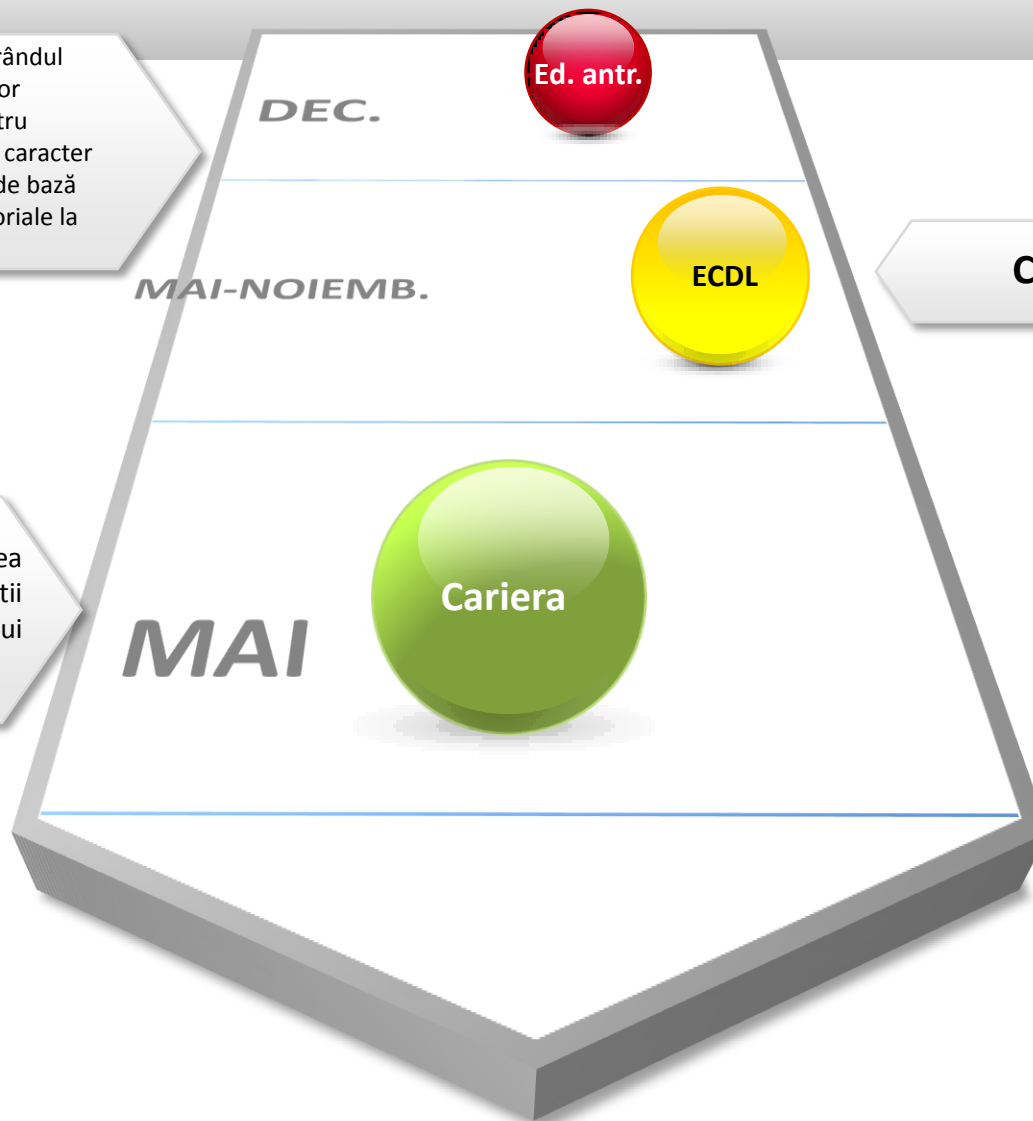 rândul
or
tru
caracter
de bază
oriale la
Ed. antr.
DEC.
ECDL
MAI-NOIEMB.
C
ea
tii
ui
Cariera
MAI